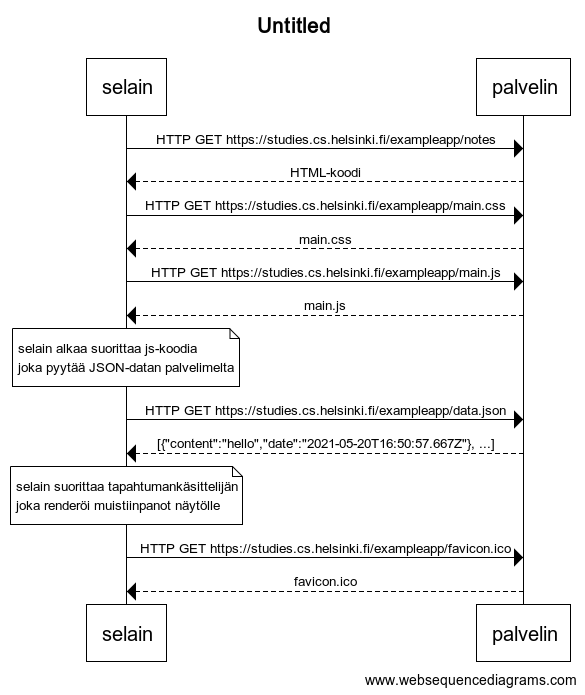 Untitled
selain
palvelin
HTTP GET https://studies.cs.helsinki.fi/exampleapp/notes
HTML-koodi
HTTP GET https://studies.cs.helsinki.fi/exampleapp/main.css
main.css
HTTP GET https://studies.cs.helsinki.fi/exampleapp/main.js
main.js
selain alkaa suorittaa js-koodia
joka pyytää JSON-datan palvelimelta
HTTP GET https://studies.cs.helsinki.fi/exampleapp/data.json
[{"content":"hello","date":"2021-05-20T16:50:57.667Z"}, ...]
selain suorittaa tapahtumankäsittelijän
joka renderöi muistiinpanot näytölle
HTTP GET https://studies.cs.helsinki.fi/exampleapp/favicon.ico
favicon.ico
selain
palvelin
www.websequencediagrams.com